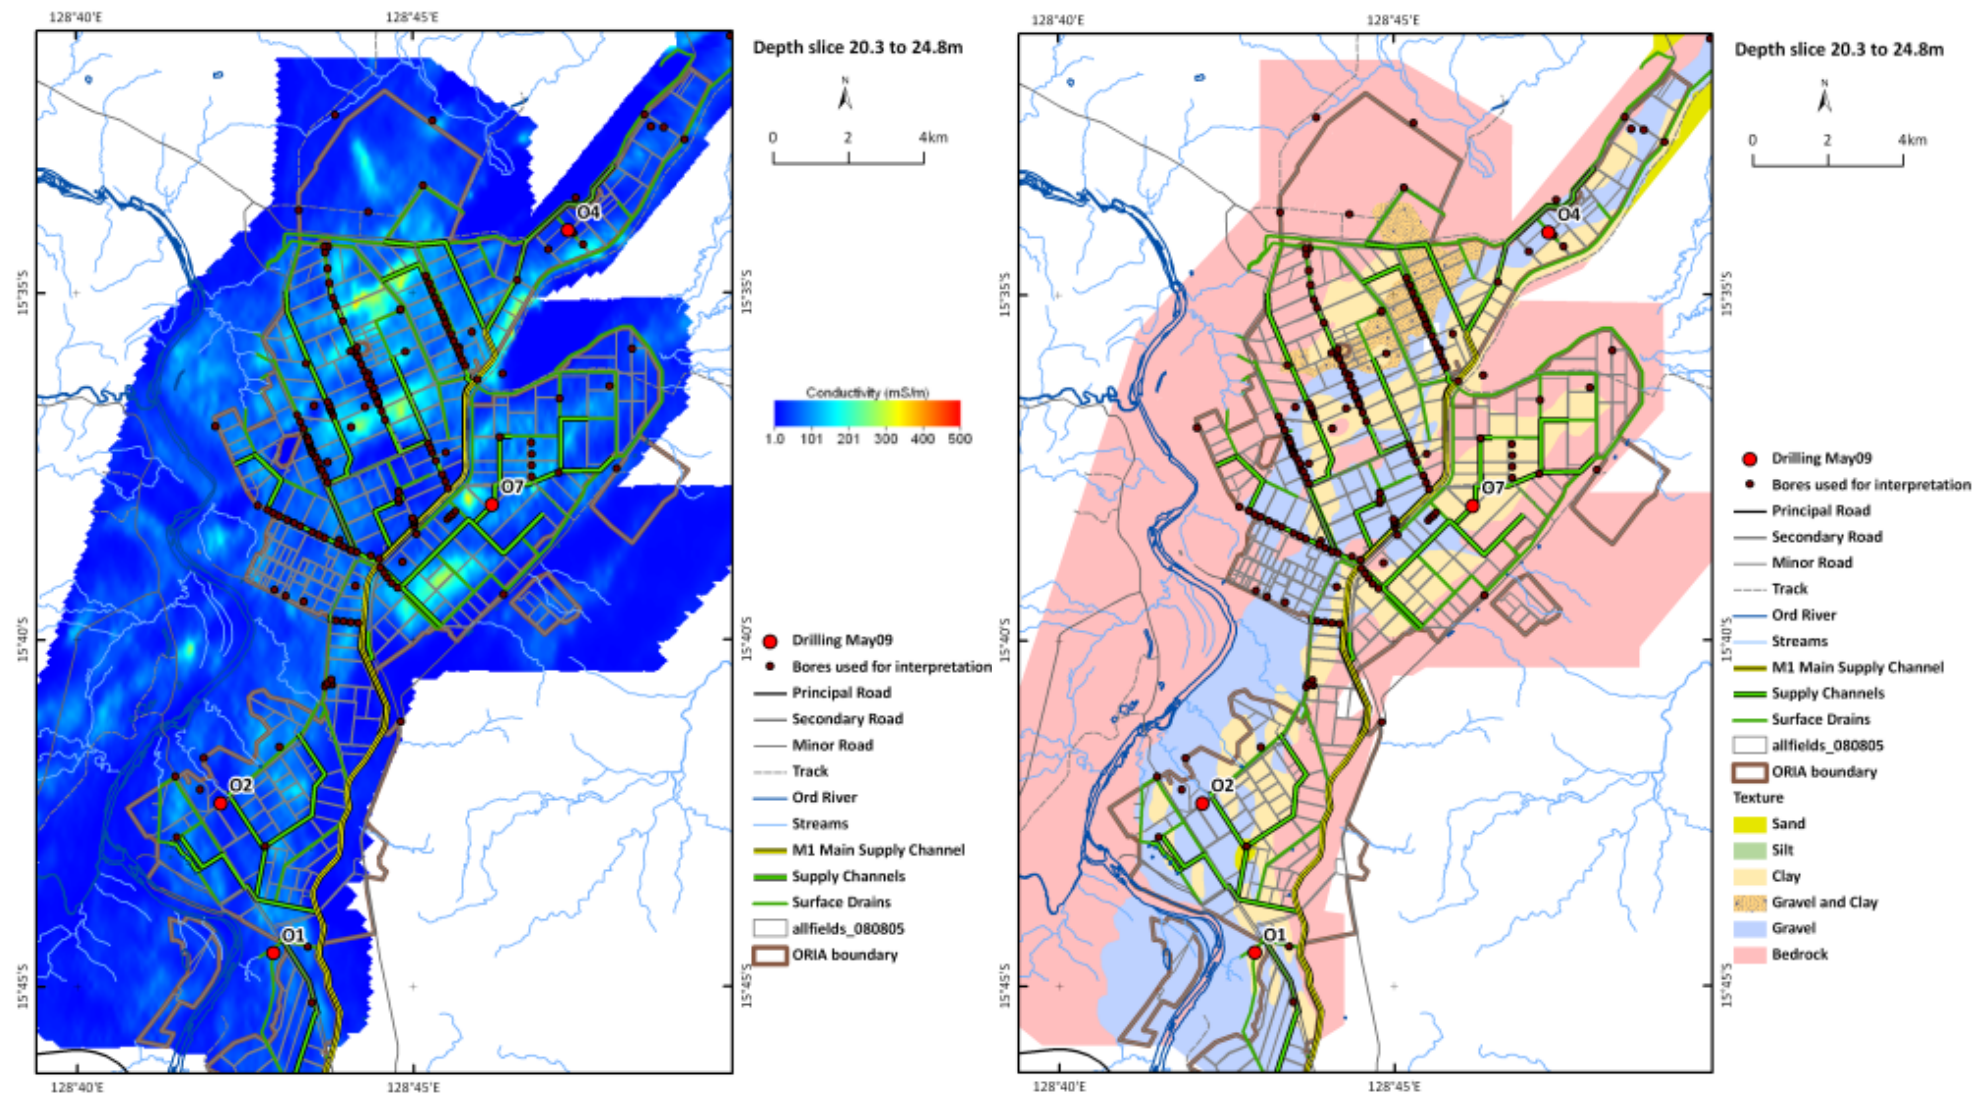 128°40'E
128°45'E
Depth slice 20.3 to 24.8m
N
0 2 4km
15°35'S
15°35'S
15°40'S
15°40'S
15°45'S
15°45'S
O4
O7
O2
O1
Conductivity (mS/m)
1.0 101 201 300 400 500
Drilling May09
Bores used for interpretation
Principal Road
Secondary Road
Minor Road
Track
Ord River
Streams
M1 Main Supply Channel
Supply Channels
Surface Drains
allfields_080805
ORIA boundary
128°40'E
128°45'E
128°40'E
128°45'E
Depth slice 20.3 to 24.8m
N
0 2 4km
15°35'S
15°35'S
15°40'S
15°40'S
15°45'S
15°45'S
O4
O7
O2
O1
Drilling May09
Bores used for interpretation
Principal Road
Secondary Road
Minor Road
Track
Ord River
Streams
M1 Main Supply Channel
Supply Channels
Surface Drains
allfields_080805
ORIA boundary
Texture
Sand
Silt
Clay
Gravel and Clay
Gravel
Bedrock
128°40'E
128°45'E